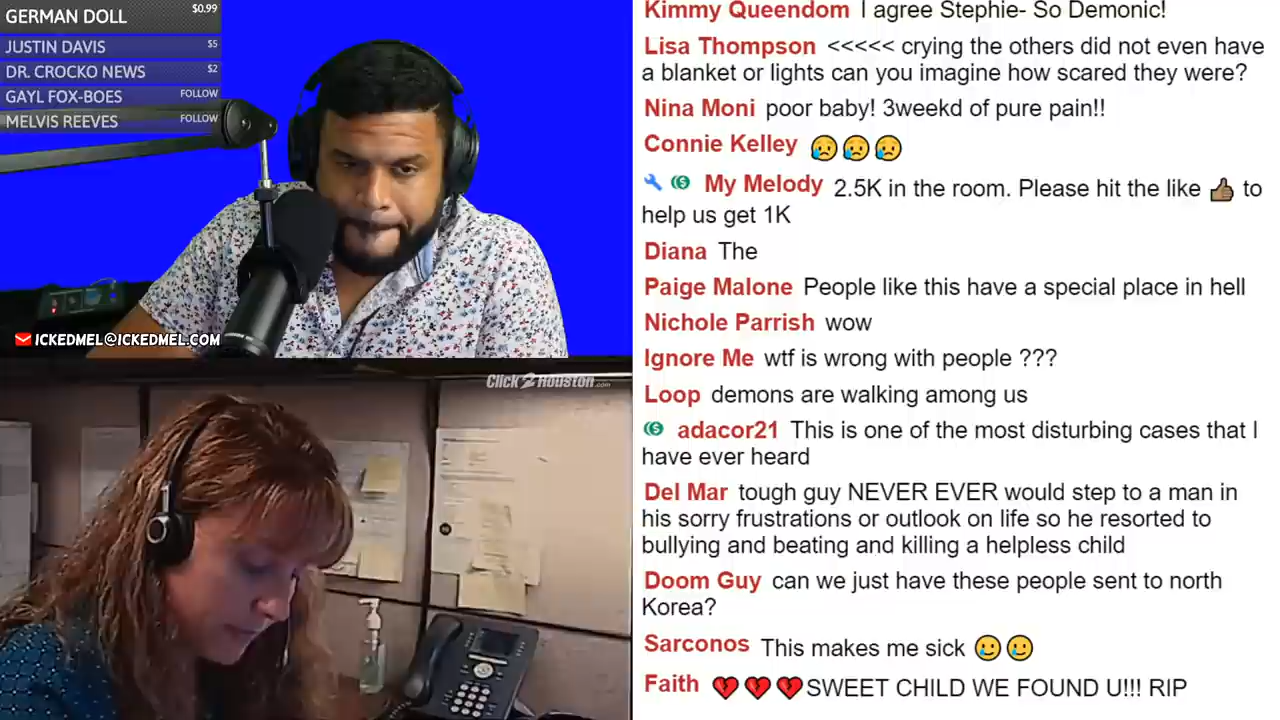 GERMAN DOLL $0.99
JUSTIN DAVIS $5
DR. CROCKO NEWS $2
GAYL FOX-BOES FOLLOW
MELVIS REEVES FOLLOW
ICKEDMEL@ICKEDMEL.COM
Click2Houston.com
Kimmy Queendom I agree Stephie- So Demonic!
Lisa Thompson <<<<< crying the others did not even have
a blanket or lights can you imagine how scared they were?
Nina Moni poor baby! 3weekd of pure pain!!
Connie Kelley 😥😥😥
My Melody 2.5K in the room. Please hit the like 👍🏽 to
help us get 1K
Diana The
Paige Malone People like this have a special place in hell
Nichole Parrish wow
Ignore Me wtf is wrong with people ???
Loop demons are walking among us
adacor21 This is one of the most disturbing cases that I
have ever heard
Del Mar tough guy NEVER EVER would step to a man in
his sorry frustrations or outlook on life so he resorted to
bullying and beating and killing a helpless child
Doom Guy can we just have these people sent to north
Korea?
Sarconos This makes me sick 🥲🥲
Faith 💔💔💔SWEET CHILD WE FOUND U!!! RIP